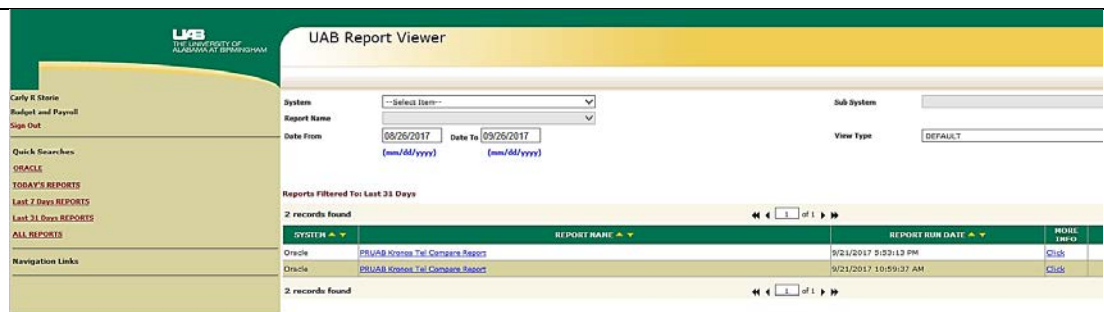 UAB
THE UNIVERSITY OF
ALABAMA AT BIRMINGHAM
UAB Report Viewer
Carly R Storie
Budget and Payroll
Sign Out
Quick Searches
ORACLE
TODAY'S REPORTS
Last 7 Days REPORTS
Last 31 Days REPORTS
ALL REPORTS
Navigation Links
System --Select Item-- Sub System
Report Name
Date From 08/26/2017 Date To 09/26/2017 View Type DEFAULT
(mm/dd/yyyy) (mm/dd/yyyy)
Reports Filtered To: Last 31 Days
2 records found 1 of 1
SYSTEM REPORT NAME REPORT RUN DATE MORE INFO
Oracle PRUAB Kronos Tel Compare Report 9/21/2017 5:53:13 PM Click
Oracle PRUAB Kronos Tel Compare Report 9/21/2017 10:59:37 AM Click
2 records found 1 of 1